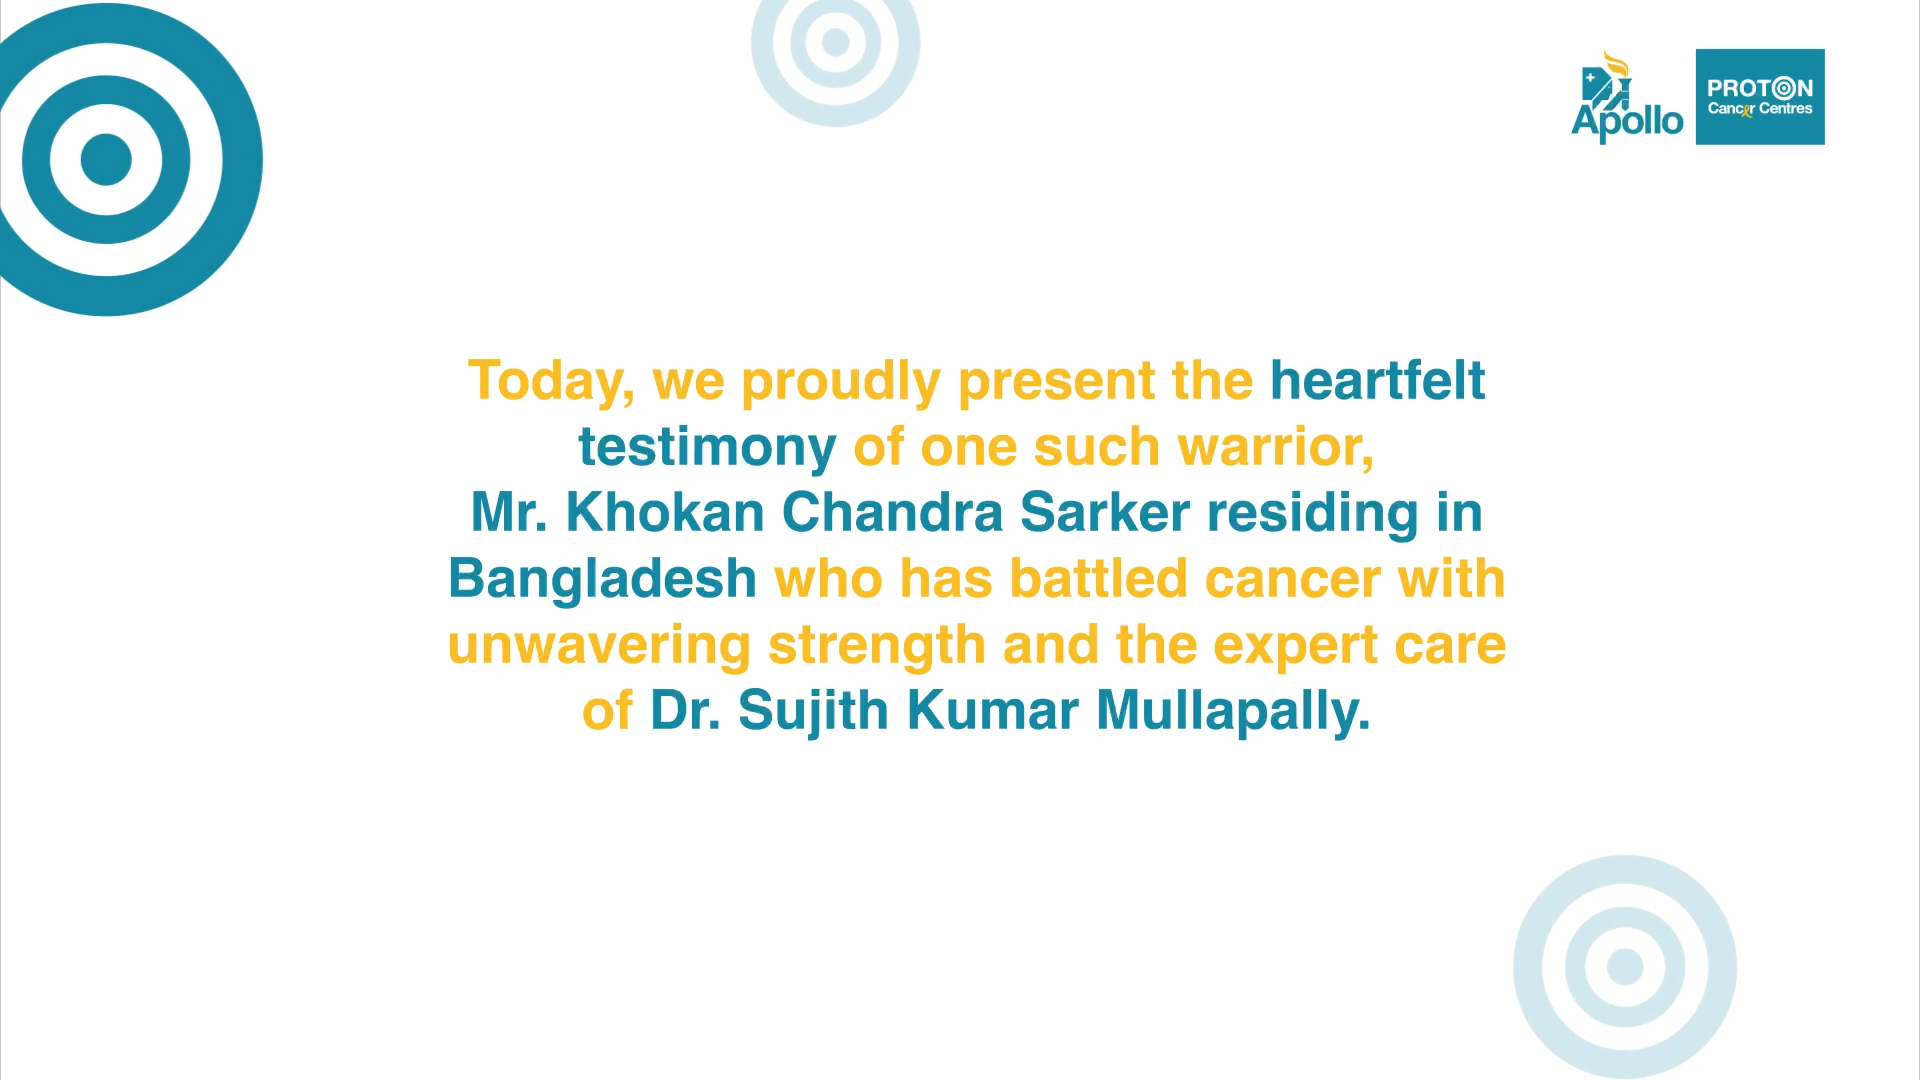 Apollo
PROTON
Cancer Centres
Today, we proudly present the heartfelt
testimony of one such warrior,
Mr. Khokan Chandra Sarker residing in
Bangladesh who has battled cancer with
unwavering strength and the expert care
of Dr. Sujith Kumar Mullapally.